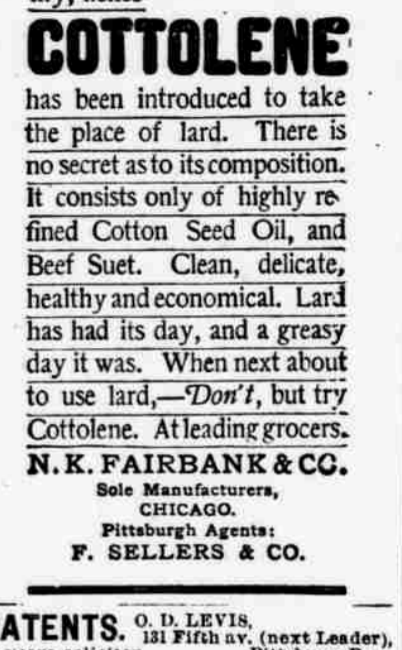 COTTOLENE
has been introduced to take
the place of lard. There is
no secret as to its composition.
It consists only of highly re-
fined Cotton Seed Oil, and
Beef Suet. Clean, delicate,
healthy and economical. Lard
has had its day, and a greasy
day it was. When next about
to use lard,—Don't, but try
Cottolene. At leading grocers.
N. K. FAIRBANK & CO.
Sole Manufacturers,
CHICAGO.
Pittsburgh Agents:
F. SELLERS & CO.
ATENTS. O. D. LEVIS,
131 Fifth av. (next Leader),